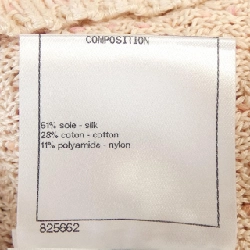 COMPOSITION
61% soie - silk
28% coton - cotton
11% polyamide - nylon
825662